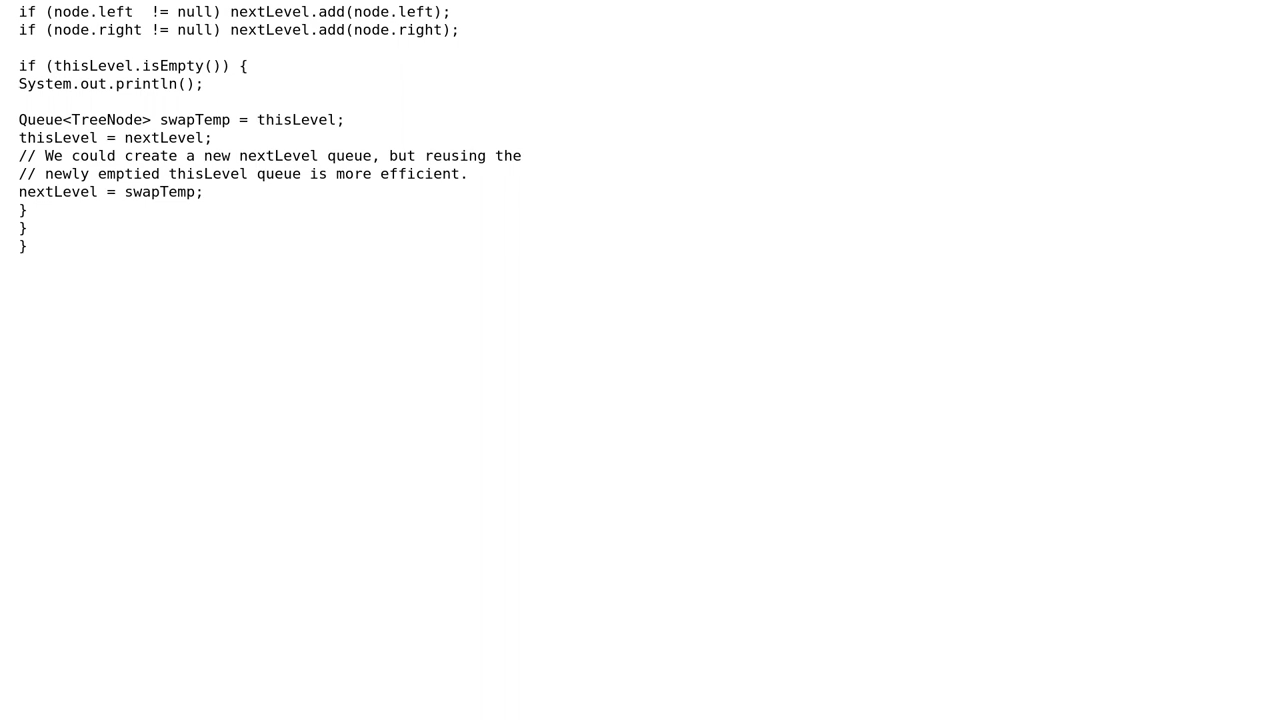 if (node.left  != null) nextLevel.add(node.left);
if (node.right != null) nextLevel.add(node.right);
if (thisLevel.isEmpty()) {
System.out.println();
Queue<TreeNode> swapTemp = thisLevel;
thisLevel = nextLevel;
// We could create a new nextLevel queue, but reusing the
// newly emptied thisLevel queue is more efficient.
nextLevel = swapTemp;
}
}
}